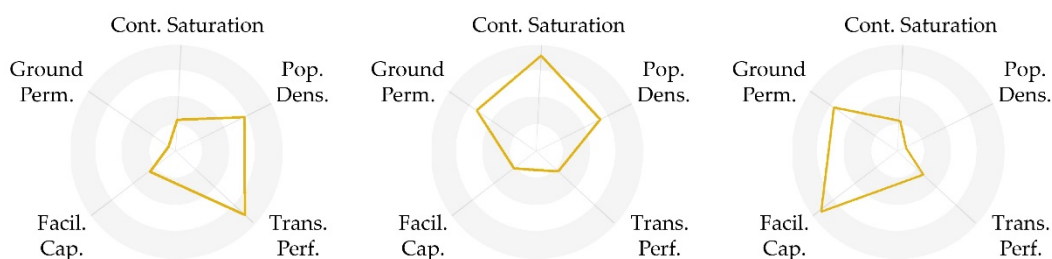 Cont. Saturation
Ground
Perm.
Pop.
Dens.
Facil.
Cap.
Trans.
Perf.
Cont. Saturation
Ground
Perm.
Pop.
Dens.
Facil.
Cap.
Trans.
Perf.
Cont. Saturation
Ground
Perm.
Pop.
Dens.
Facil.
Cap.
Trans.
Perf.